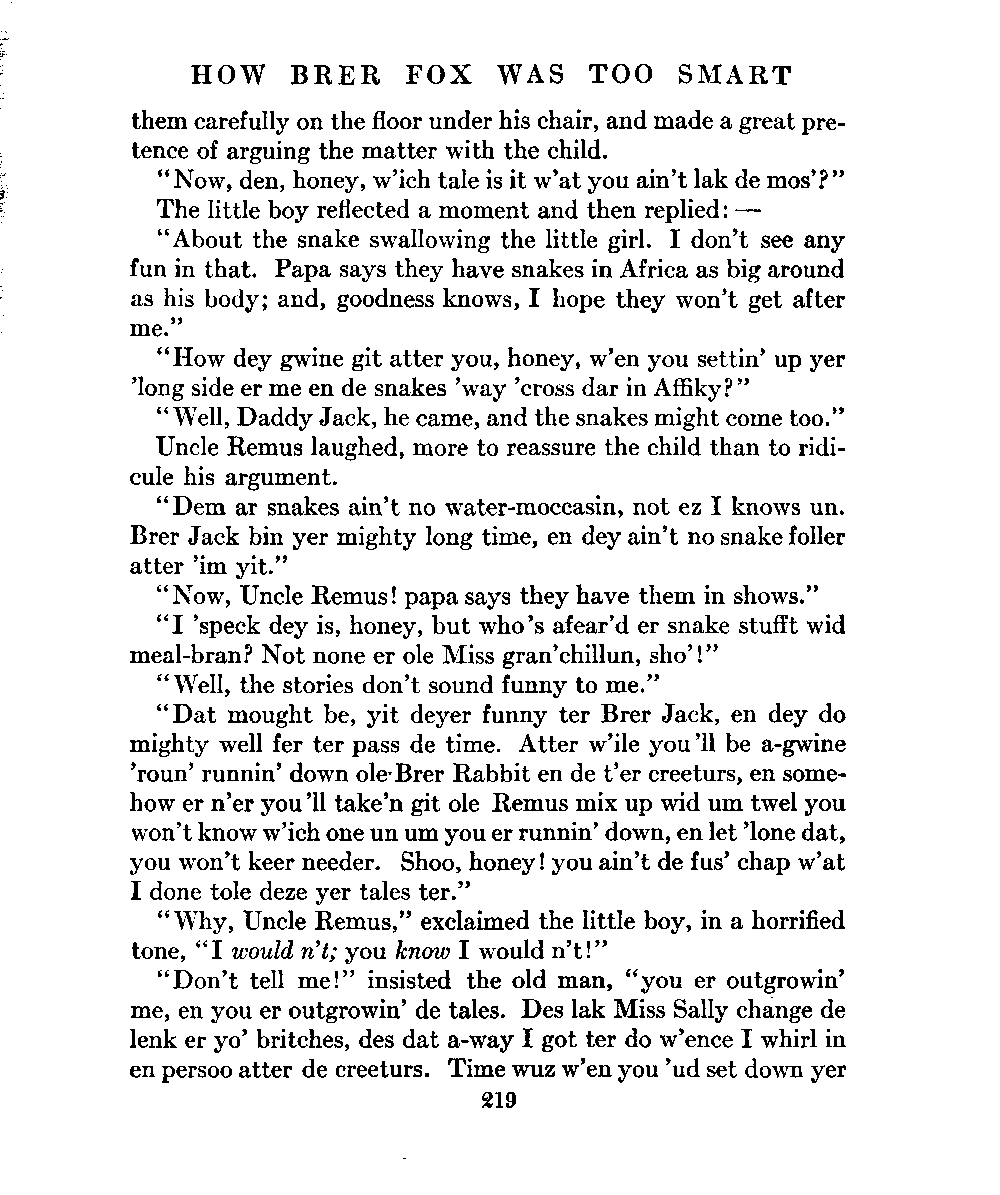 HOW BRER FOX WAS TOO SMART
them carefully on the floor under his chair, and made a great pre-
tence of arguing the matter with the child.
"Now, den, honey, w'ich tale is it w'at you ain't lak de mos'?"
The little boy reflected a moment and then replied: —
"About the snake swallowing the little girl. I don't see any
fun in that. Papa says they have snakes in Africa as big around
as his body; and, goodness knows, I hope they won't get after
me."
"How dey gwine git atter you, honey, w'en you settin' up yer
'long side er me en de snakes 'way 'cross dar in Affiky?"
"Well, Daddy Jack, he came, and the snakes might come too."
Uncle Remus laughed, more to reassure the child than to ridi-
cule his argument.
"Dem ar snakes ain't no water-moccasin, not ez I knows un.
Brer Jack bin yer mighty long time, en dey ain't no snake foller
atter 'im yit."
"Now, Uncle Remus! papa says they have them in shows."
"I 'speck dey is, honey, but who's afear'd er snake stufft wid
meal-bran? Not none er ole Miss gran'chillun, sho'!"
"Well, the stories don't sound funny to me."
"Dat mought be, yit deyer funny ter Brer Jack, en dey do
mighty well fer ter pass de time. Atter w'ile you'll be a-gwine
'roun' runnin' down ole Brer Rabbit en de t'er creeturs, en some-
how er n'er you'll take'n git ole Remus mix up wid um twel you
won't know w'ich one un um you er runnin' down, en let 'lone dat,
you won't keer needer. Shoo, honey! you ain't de fus' chap w'at
I done tole deze yer tales ter."
"Why, Uncle Remus," exclaimed the little boy, in a horrified
tone, "I would n't; you know I would n't!"
"Don't tell me!" insisted the old man, "you er outgrowin'
me, en you er outgrowin' de tales. Des lak Miss Sally change de
lenk er yo' britches, des dat a-way I got ter do w'ence I whirl in
en persoo atter de creeturs. Time wuz w'en you 'ud set down yer
219